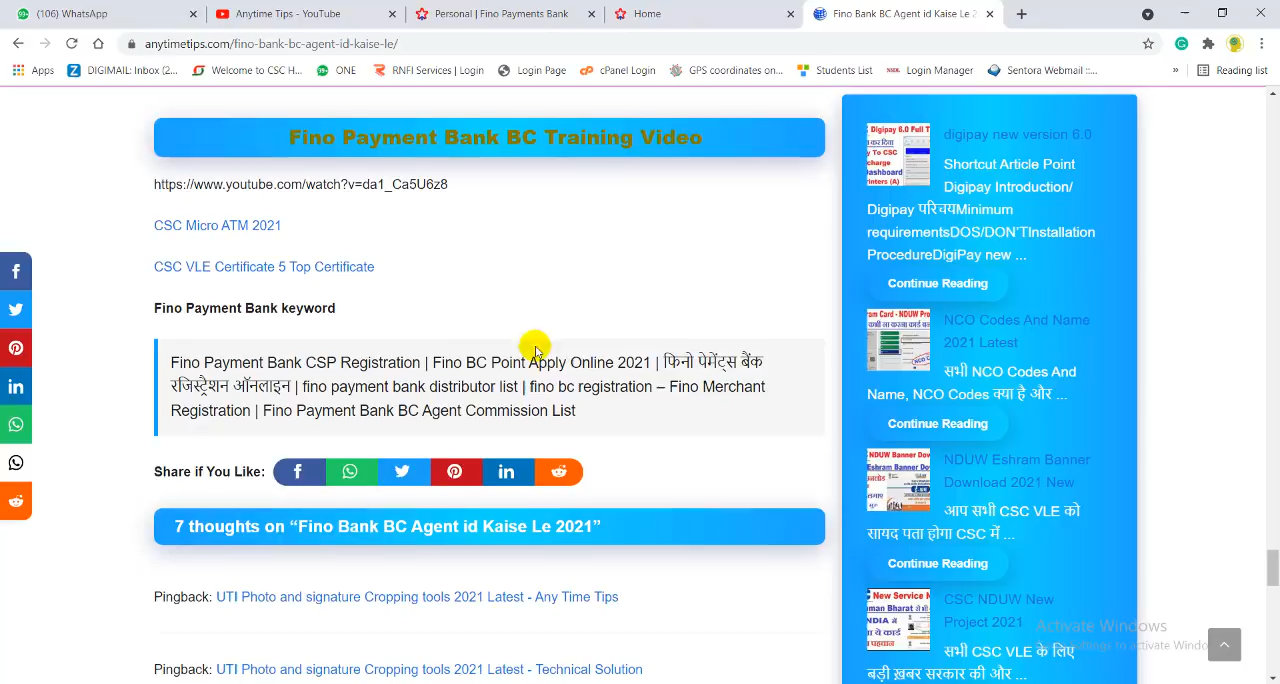 (106) WhatsApp
Anytime Tips - YouTube
Personal | Fino Payments Bank
Home
Fino Bank BC Agent id Kaise Le 2
anytimetips.com/fino-bank-bc-agent-id-kaise-le/
Apps
DIGIMAIL: Inbox (2...
Welcome to CSC H...
ONE
RNFI Services | Login
Login Page
cPanel Login
GPS coordinates on...
Students List
Login Manager
Sentora Webmail ::...
»
Reading list
Fino Payment Bank BC Training Video
CSC Micro ATM 2021
CSC VLE Certificate 5 Top Certificate
Fino Payment Bank keyword
Fino Payment Bank CSP Registration | Fino BC Point Apply Online 2021 | फिनो पेमेंट्स बैंक
रजिस्ट्रेशन ऑनलाइन | fino payment bank distributor list | fino bc registration – Fino Merchant
Registration | Fino Payment Bank BC Agent Commission List
Share if You Like:
7 thoughts on “Fino Bank BC Agent id Kaise Le 2021”
Pingback: UTI Photo and signature Cropping tools 2021 Latest - Any Time Tips
Pingback: UTI Photo and signature Cropping tools 2021 Latest - Technical Solution
digipay new version 6.0
Shortcut Article Point
Digipay Introduction/
Digipay परिचयMinimum
requirementsDOS/DON'TInstallation
ProcedureDigiPay new ...
Continue Reading
NCO Codes And Name
2021 Latest
सभी NCO Codes And
Name, NCO Codes क्या है और ...
Continue Reading
NDUW Eshram Banner
Download 2021 New
आप सभी CSC VLE को
सायद पता होगा CSC में ...
Continue Reading
CSC NDUW New
Project 2021
सभी CSC VLE के लिए
बड़ी ख़बर सरकार की और ...
Activate Windows